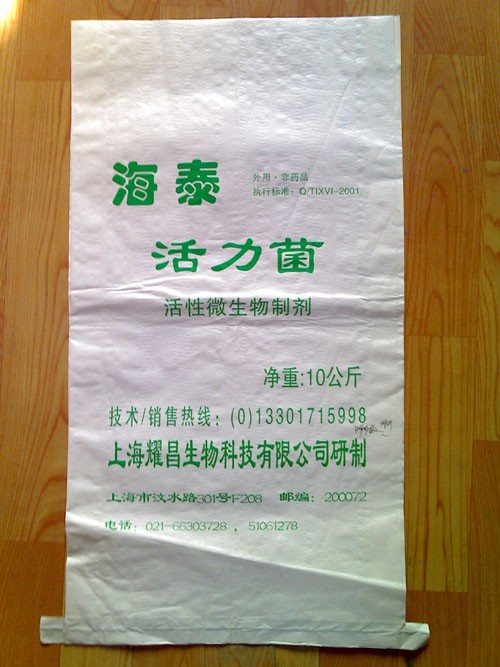 海泰
外用·非药品
执行标准：Q/TIXVI-2001
活力菌
活性微生物制剂
净重:10公斤
技术/销售热线：(0)13301715998
上海耀昌生物科技有限公司研制
上海市汶水路301号F208 邮编：200072
电话：021-66303728，51061278